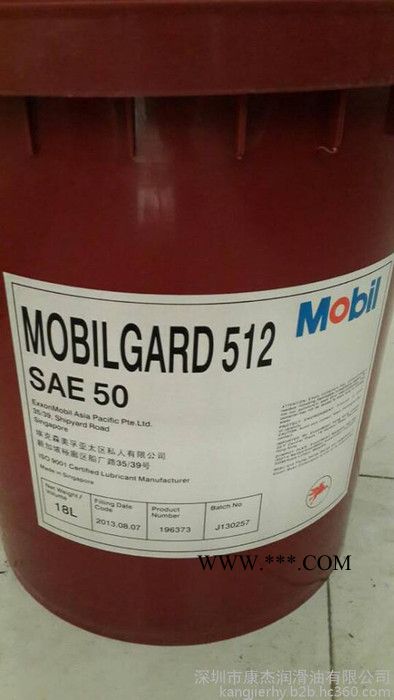 Mobil
MOBILGARD 512
SAE 50
ExxonMobil Asia Pacific Pte.Ltd.
35/39, Shipyard Road
Singapore
埃克森美孚亚太区私人有限公司
新加坡裕廊区船厂路35/39号
ISO 9001 Certified Lubricant Manufacturer
Made in Singapore
Net Weight / Volume
18L
Filling Date Code
2013.08.07
Product Number
196373
Batch No
J130257
WWW.***.COM
深圳市康杰润滑油有限公司
kangjierhy.b2b.hc360.com